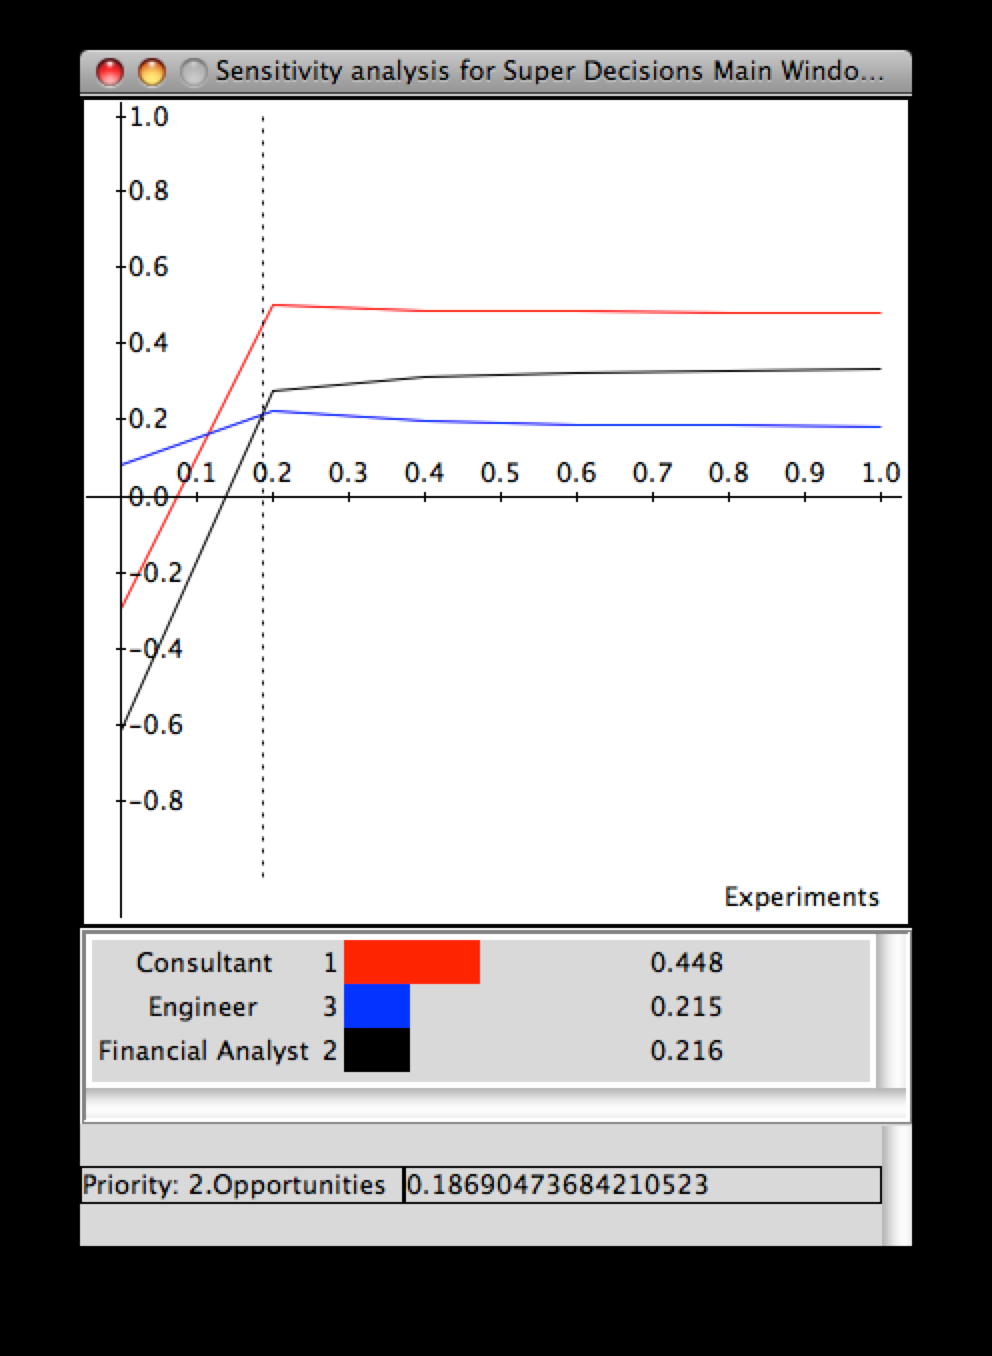 Sensitivity analysis for Super Decisions Main Windo...
1.0
0.8
0.6
0.4
0.2
0.1 0.2 0.3 0.4 0.5 0.6 0.7 0.8 0.9 1.0
0.0
-0.2
-0.4
-0.6
-0.8
Experiments
Consultant 1 0.448
Engineer 3 0.215
Financial Analyst 2 0.216
Priority: 2.Opportunities 0.18690473684210523